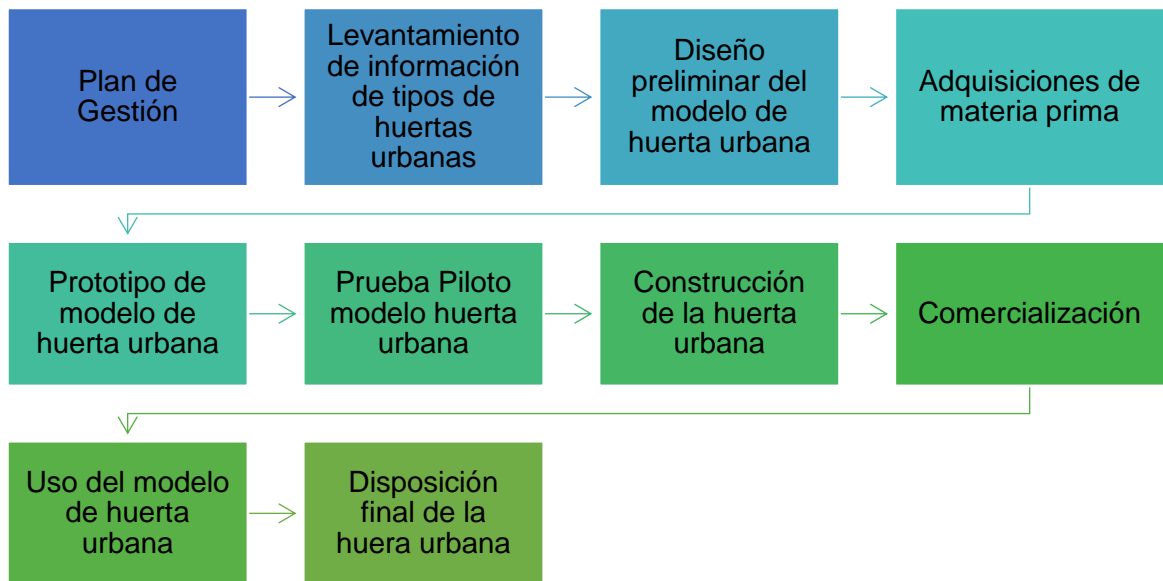 Plan de
Gestión
Levantamiento
de información
de tipos de
huertas
urbanas
Diseño
preliminar del
modelo de
huerta urbana
Adquisiciones de
materia prima
Prototipo de
modelo de
huerta urbana
Prueba Piloto
modelo huerta
urbana
Construcción
de la huerta
urbana
Comercialización
Uso del modelo
de huerta
urbana
Disposición
final de la
huera urbana